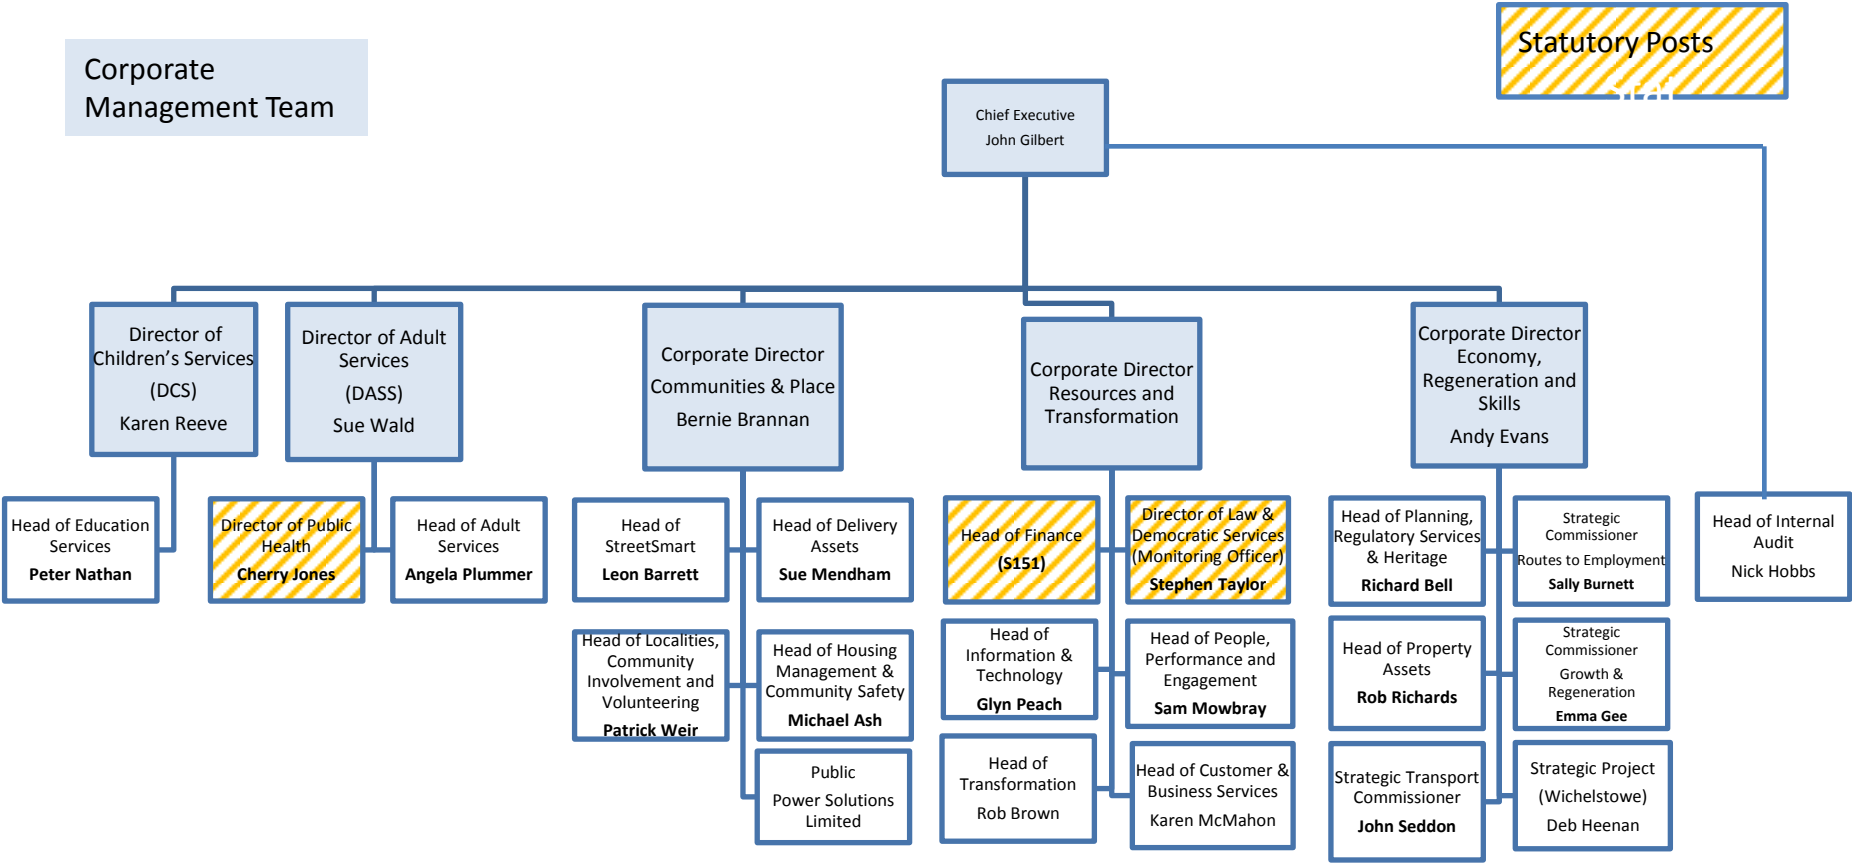 Corporate
Management Team
Statutory Posts
Chief Executive
John Gilbert
Director of
Children’s Services
(DCS)
Karen Reeve
Director of Adult
Services
(DASS)
Sue Wald
Corporate Director
Communities & Place
Bernie Brannan
Corporate Director
Resources and
Transformation
Corporate Director
Economy,
Regeneration and
Skills
Andy Evans
Head of Education
Services
Peter Nathan
Director of Public
Health
Cherry Jones
Head of Adult
Services
Angela Plummer
Head of
StreetSmart
Leon Barrett
Head of Delivery
Assets
Sue Mendham
Head of Finance
(S151)
Director of Law &
Democratic Services
(Monitoring Officer)
Stephen Taylor
Head of Planning,
Regulatory Services
& Heritage
Richard Bell
Strategic
Commissioner
Routes to Employment
Sally Burnett
Head of Internal
Audit
Nick Hobbs
Head of Localities,
Community
Involvement and
Volunteering
Patrick Weir
Head of Housing
Management &
Community Safety
Michael Ash
Head of
Information &
Technology
Glyn Peach
Head of People,
Performance and
Engagement
Sam Mowbray
Head of Property
Assets
Rob Richards
Strategic
Commissioner
Growth &
Regeneration
Emma Gee
Public
Power Solutions
Limited
Head of
Transformation
Rob Brown
Head of Customer &
Business Services
Karen McMahon
Strategic Transport
Commissioner
John Seddon
Strategic Project
(Wichelstowe)
Deb Heenan